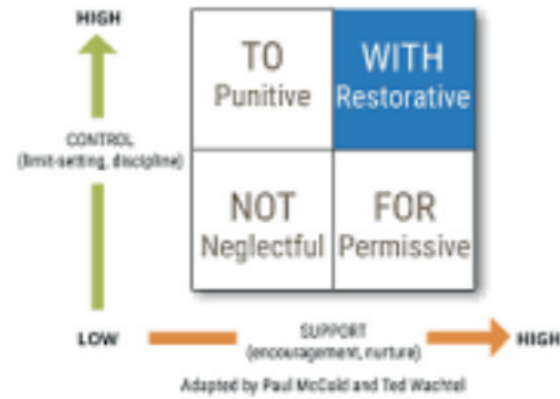 HIGH
CONTROL
(limit-setting, discipline)
LOW
TO
Punitive
WITH
Restorative
NOT
Neglectful
FOR
Permissive
SUPPORT
(encouragement, nurture)
HIGH
Adapted by Paul McCold and Ted Wachtel